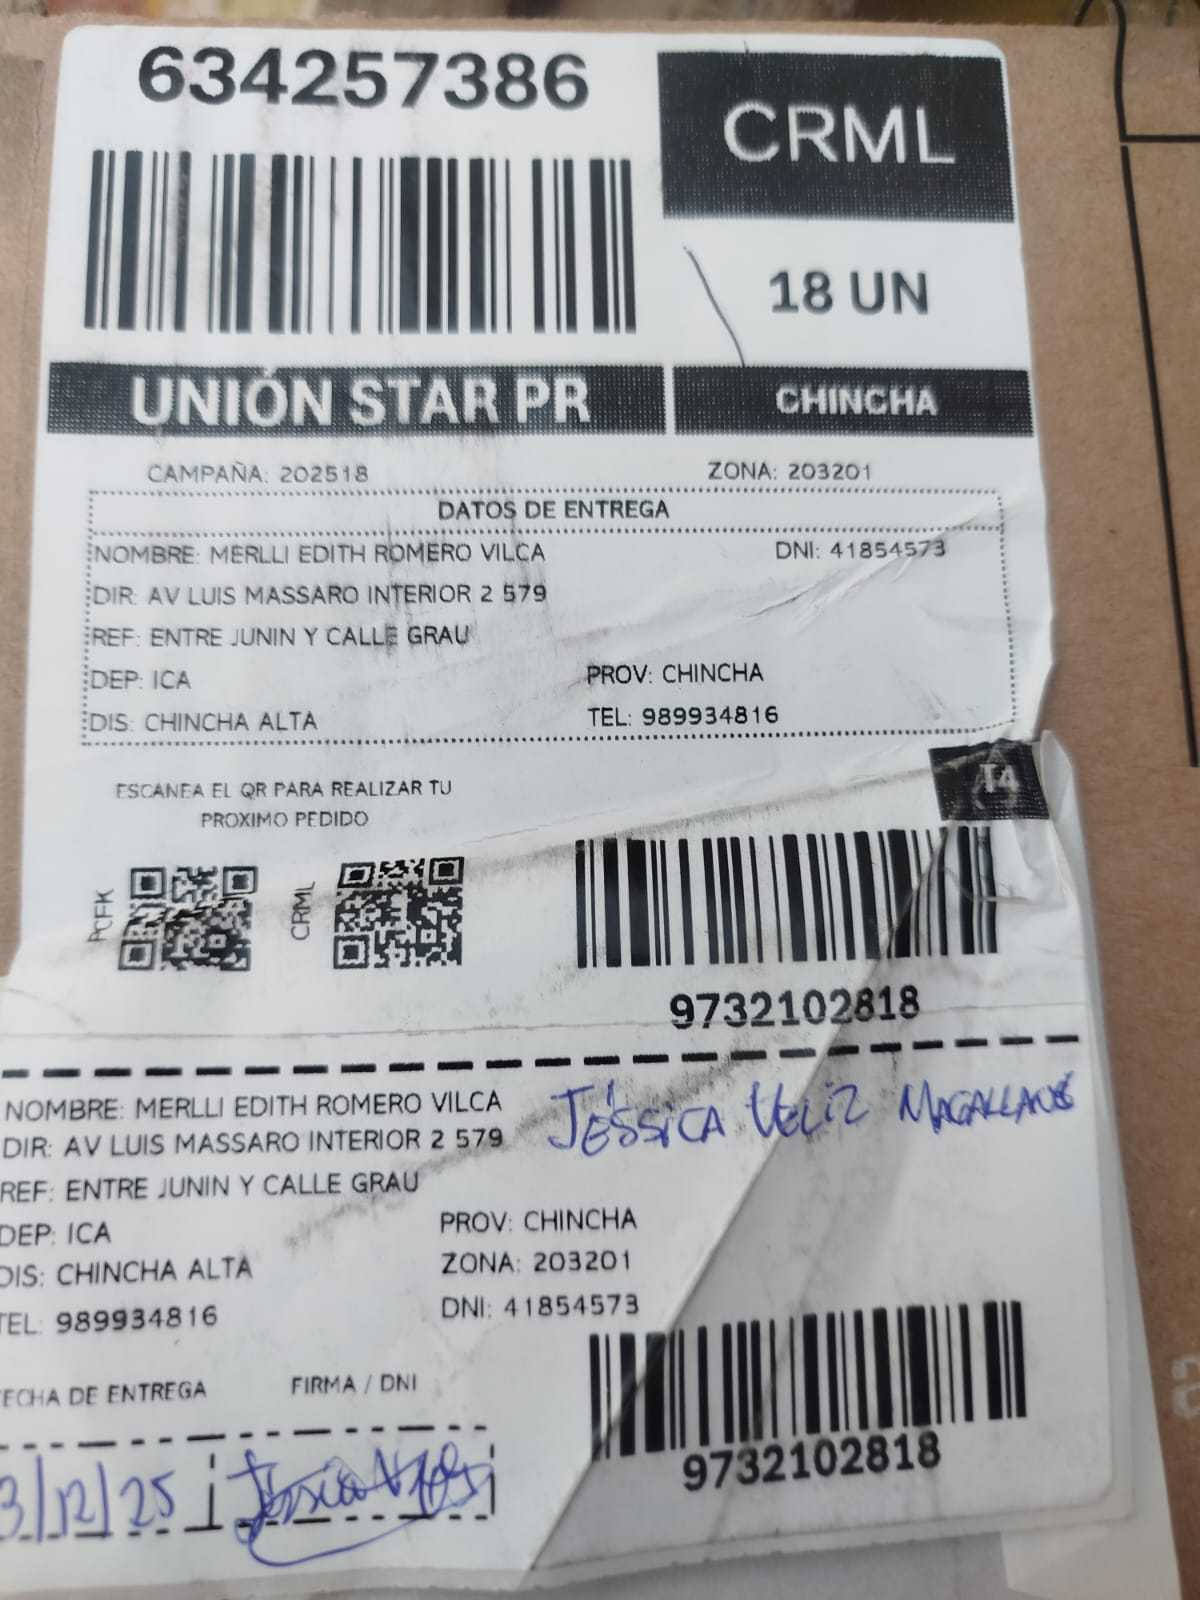 634257386
CRML
18 UN
UNIÓN STAR PR
CHINCHA
CAMPAÑA: 202518 ZONA: 203201
DATOS DE ENTREGA
NOMBRE: MERLLI EDITH ROMERO VILCA DNI: 41854573
DIR: AV LUIS MASSARO INTERIOR 2 579
REF: ENTRE JUNIN Y CALLE GRAU
DEP: ICA PROV: CHINCHA
DIS: CHINCHA ALTA TEL: 989934816
T4
ESCANEA EL QR PARA REALIZAR TU
PROXIMO PEDIDO
PCFK
CRML
9732102818
NOMBRE: MERLLI EDITH ROMERO VILCA
JÉSSICA VELIZ MAGALLANES
DIR: AV LUIS MASSARO INTERIOR 2 579
REF: ENTRE JUNIN Y CALLE GRAU
DEP: ICA PROV: CHINCHA
DIS: CHINCHA ALTA ZONA: 203201
TEL: 989934816 DNI: 41854573
FECHA DE ENTREGA FIRMA / DNI
9732102818
3/12/25